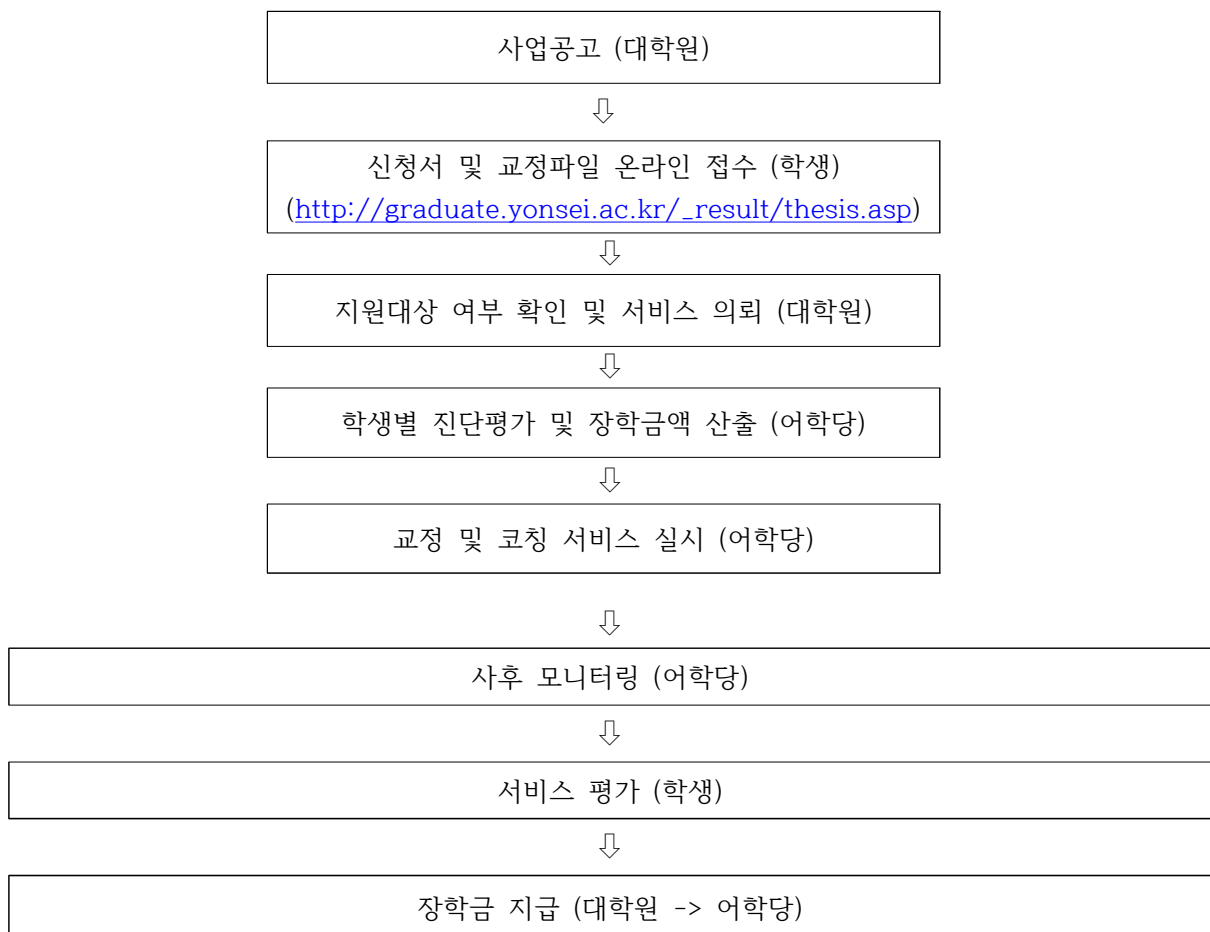 사업공고 (대학원)
⇩
신청서 및 교정파일 온라인 접수 (학생)
(http://graduate.yonsei.ac.kr/_result/thesis.asp)
⇩
지원대상 여부 확인 및 서비스 의뢰 (대학원)
⇩
학생별 진단평가 및 장학금액 산출 (어학당)
⇩
교정 및 코칭 서비스 실시 (어학당)
⇩
사후 모니터링 (어학당)
⇩
서비스 평가 (학생)
⇩
장학금 지급 (대학원 -> 어학당)